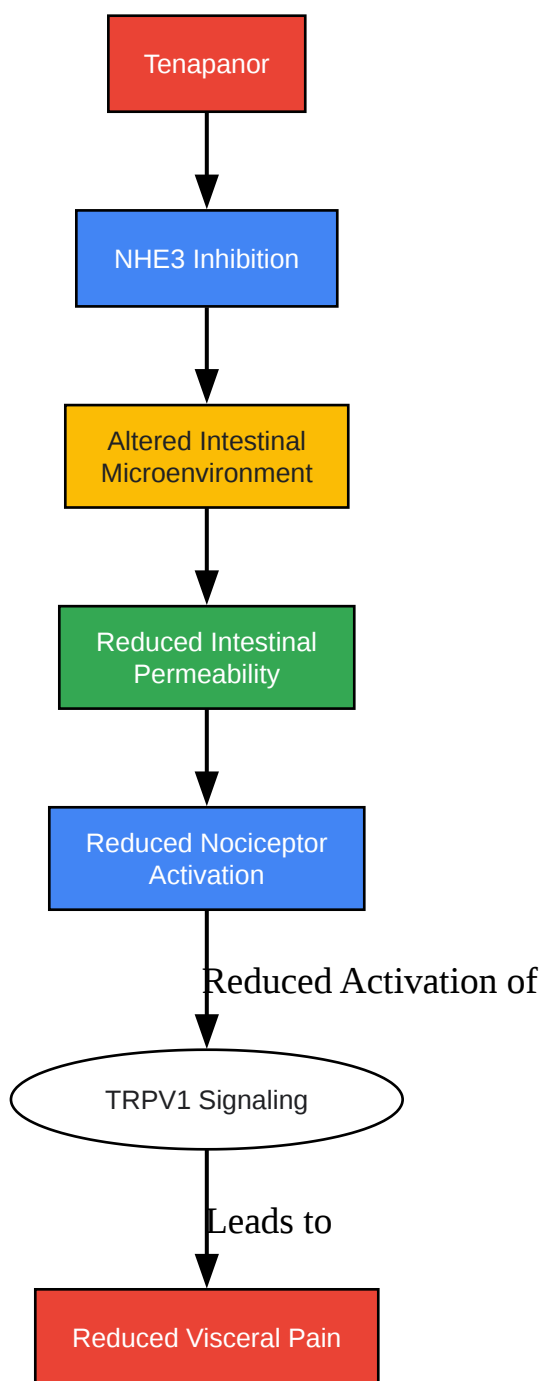 Tenapanor
NHE3 Inhibition
Altered Intestinal
Microenvironment
Reduced Intestinal
Permeability
Reduced Nociceptor
Activation
Reduced Activation of
TRPV1 Signaling
Leads to
Reduced Visceral Pain